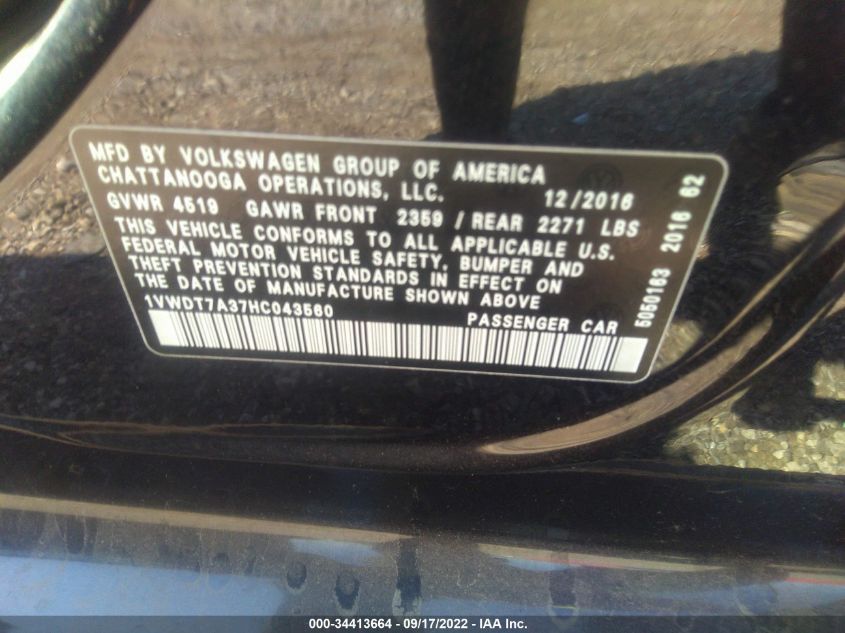 MFD BY VOLKSWAGEN GROUP OF AMERICA
CHATTANOOGA OPERATIONS, LLC.
12/2016
GVWR 4519 GAWR FRONT 2359 / REAR 2271 LBS
THIS VEHICLE CONFORMS TO ALL APPLICABLE U.S.
FEDERAL MOTOR VEHICLE SAFETY, BUMPER AND
THEFT PREVENTION STANDARDS IN EFFECT ON
THE DATE OF MANUFACTURE SHOWN ABOVE.
1VWDT7A37HC043560 PASSENGER CAR
5050163 2016 62
000-34413664 - 09/17/2022 - IAA Inc.